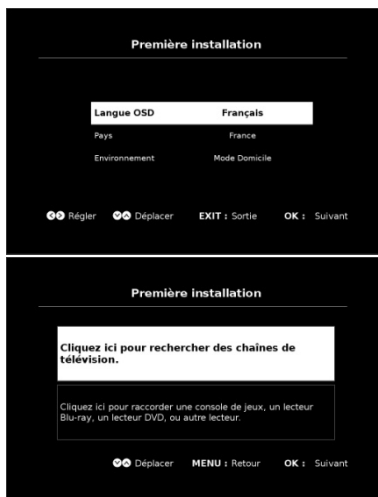 Première installation
Langue OSD Français
Pays France
Environnement Mode Domicile
Régler Déplacer EXIT : Sortie OK : Suivant
Première installation
Cliquez ici pour rechercher des chaînes de
télévision.
Cliquez ici pour raccorder une console de jeux, un lecteur
Blu-ray, un lecteur DVD, ou autre lecteur.
Déplacer MENU : Retour OK : Suivant